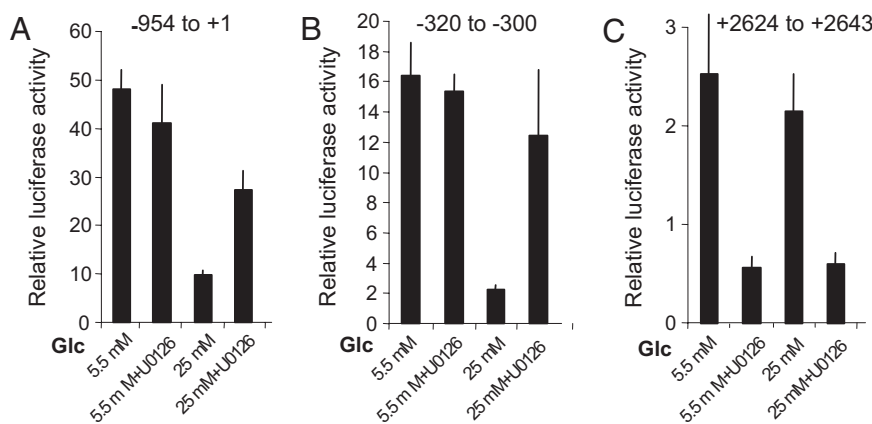 A
-954 to +1
Relative luciferase activity
60
50
40
30
20
10
0
Glc
5.5 mM
5.5 m M+U0126
25 mM
25 mM+U0126
B
-320 to -300
Relative luciferase activity
20
18
16
14
12
10
8
6
4
2
0
Glc
5.5 mM
5.5 m M+U0126
25 mM
25 mM+U0126
C
+2624 to +2643
Relative luciferase activity
3
2
1
0
Glc
5.5 mM
5.5 mM+U0126
25 mM
25 mM+U0126